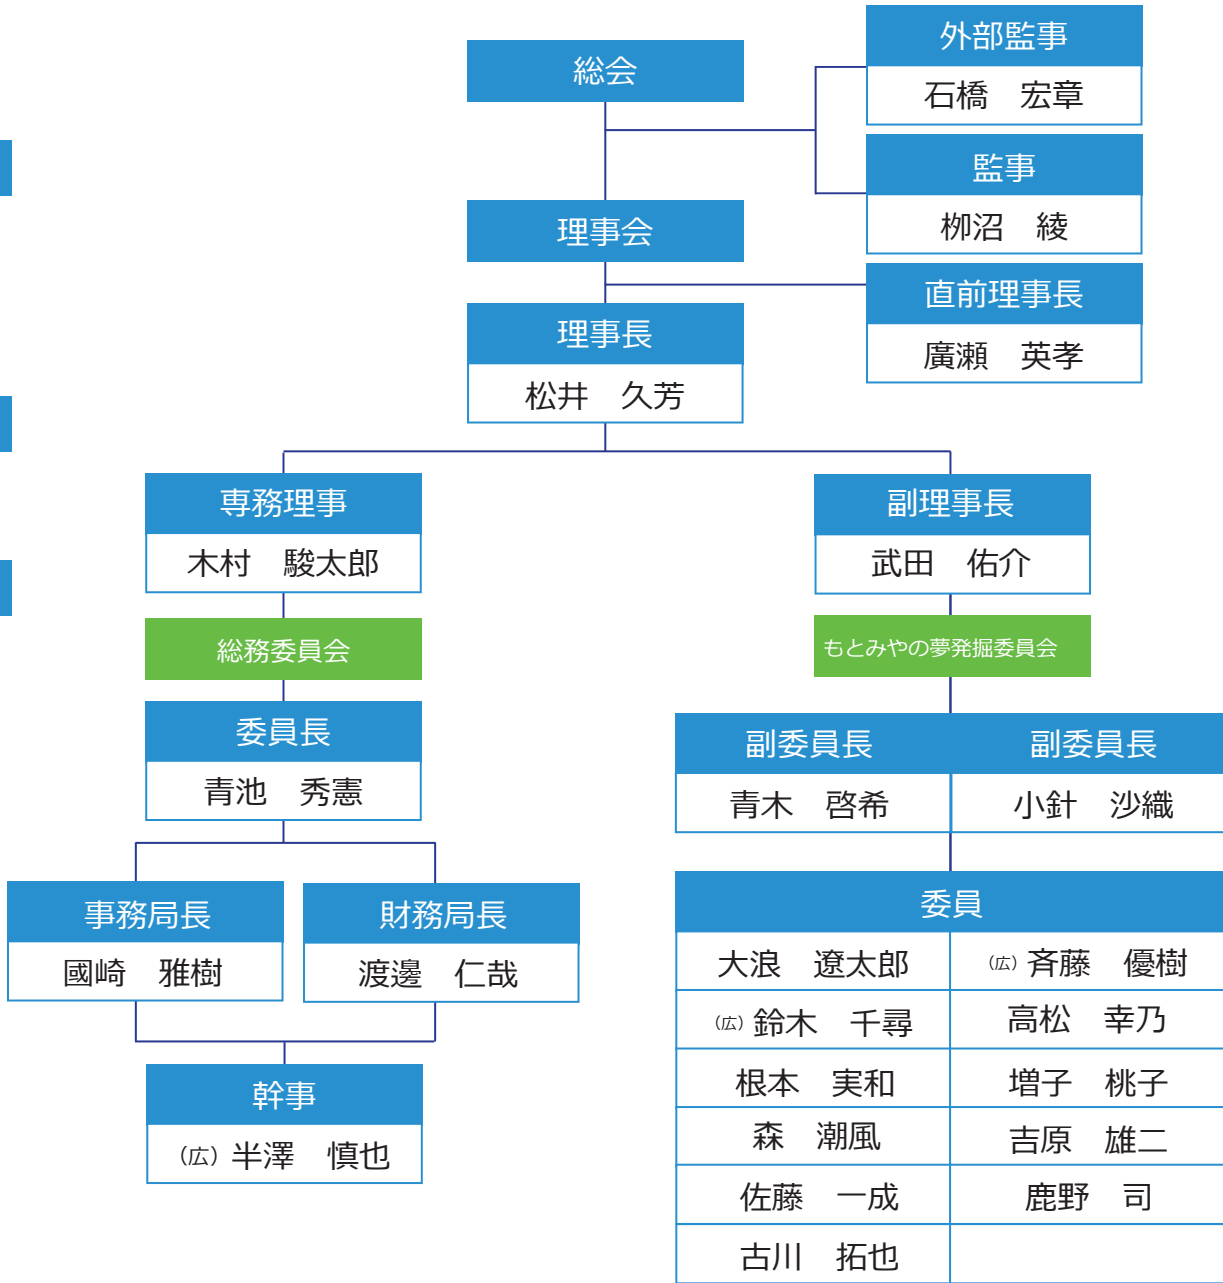 総会
外部監事
石橋　宏章
監事
栁沼　綾
理事会
直前理事長
廣瀬　英孝
理事長
松井　久芳
専務理事
木村　駿太郎
総務委員会
委員長
青池　秀憲
事務局長
國崎　雅樹
財務局長
渡邊　仁哉
幹事
（広）半澤　慎也
副理事長
武田　佑介
もとみやの夢発掘委員会
副委員長
青木　啓希
副委員長
小針　沙織
委員
大浪　遼太郎
（広）斉藤　優樹
（広）鈴木　千尋
高松　幸乃
根本　実和
増子　桃子
森　潮風
吉原　雄二
佐藤　一成
鹿野　司
古川　拓也